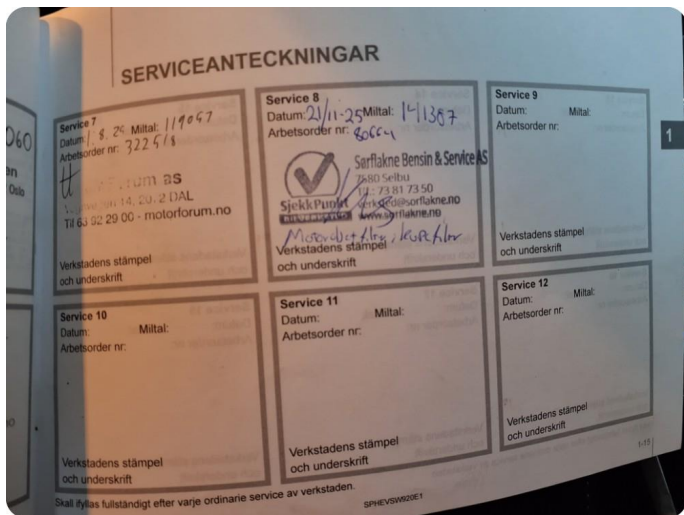 SERVICEANTECKNINGAR
060
Oslo
Service 7
Datum: 1.8.24 Miltal: 119067
Arbetsorder nr: 322518
rum as
14, 2072 DAL
Tlf 63 92 29 00 - motorforum.no
Verkstadens stämpel
och underskrift
Service 8
Datum: 21/11-25 Miltal: 141387
Arbetsorder nr: 80664
Sørflakne Bensin & Service AS
7580 Selbu
Tlf.: 73 81 73 50
verksted@sorflakne.no
www.sorflakne.no
SjekkPunkt
Verkstadens stämpel
och underskrift
Service 9
Datum: Miltal:
Arbetsorder nr:
Verkstadens stämpel
och underskrift
1
Service 10
Datum: Miltal:
Arbetsorder nr:
Verkstadens stämpel
och underskrift
Service 11
Datum: Miltal:
Arbetsorder nr:
Verkstadens stämpel
och underskrift
Service 12
Datum: Miltal:
Arbetsorder nr:
Verkstadens stämpel
och underskrift
1-15
Skall ifyllas fullständigt efter varje ordinarie service av verkstaden.
SPHEVSW920E1